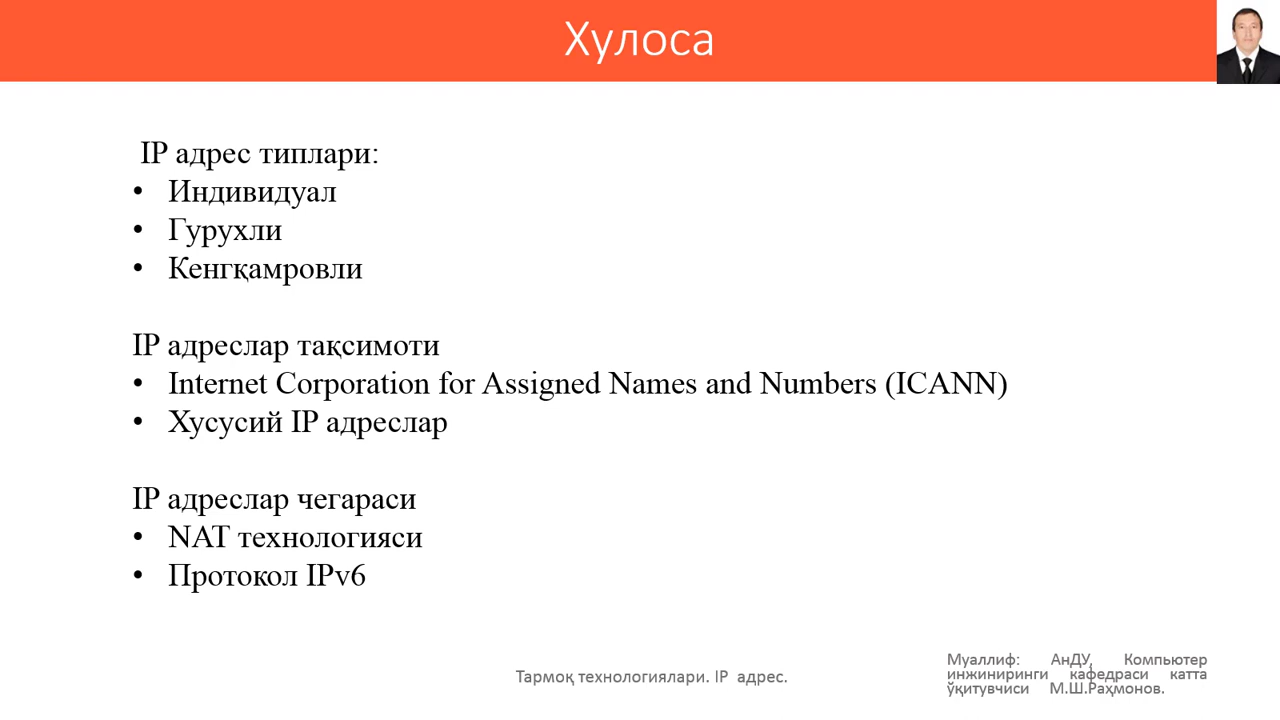 Хулоса
IP адрес типлари:
• Индивидуал
• Гурухли
• Кенгқамровли
IP адреслар тақсимоти
• Internet Corporation for Assigned Names and Numbers (ICANN)
• Хусусий IP адреслар
IP адреслар чегараси
• NAT технологияси
• Протокол IPv6
Тармоқ технологиялари. IP адрес.
Муаллиф: АнДУ, Компьютер
инжиниринги кафедраси катта
ўқитувчиси М.Ш.Раҳмонов.